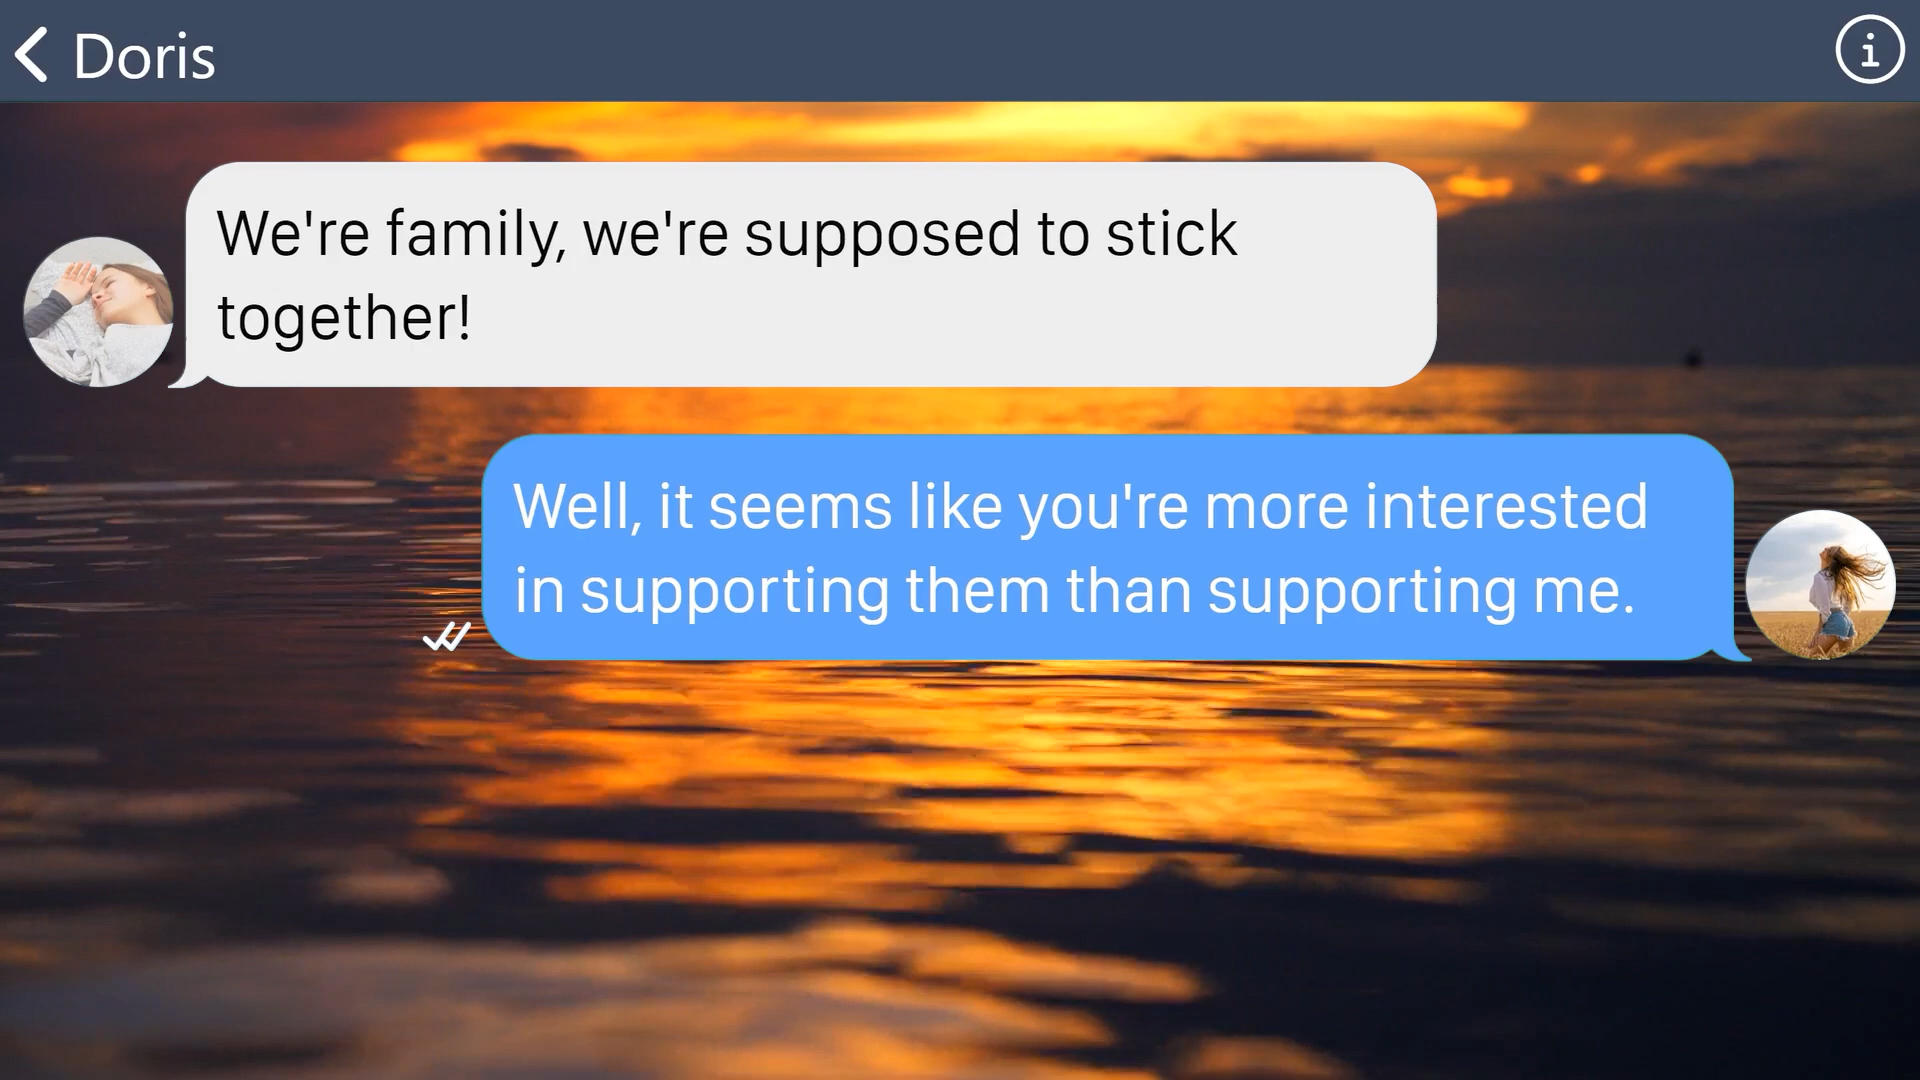 Doris
We're family, we're supposed to stick
together!
Well, it seems like you're more interested
in supporting them than supporting me.